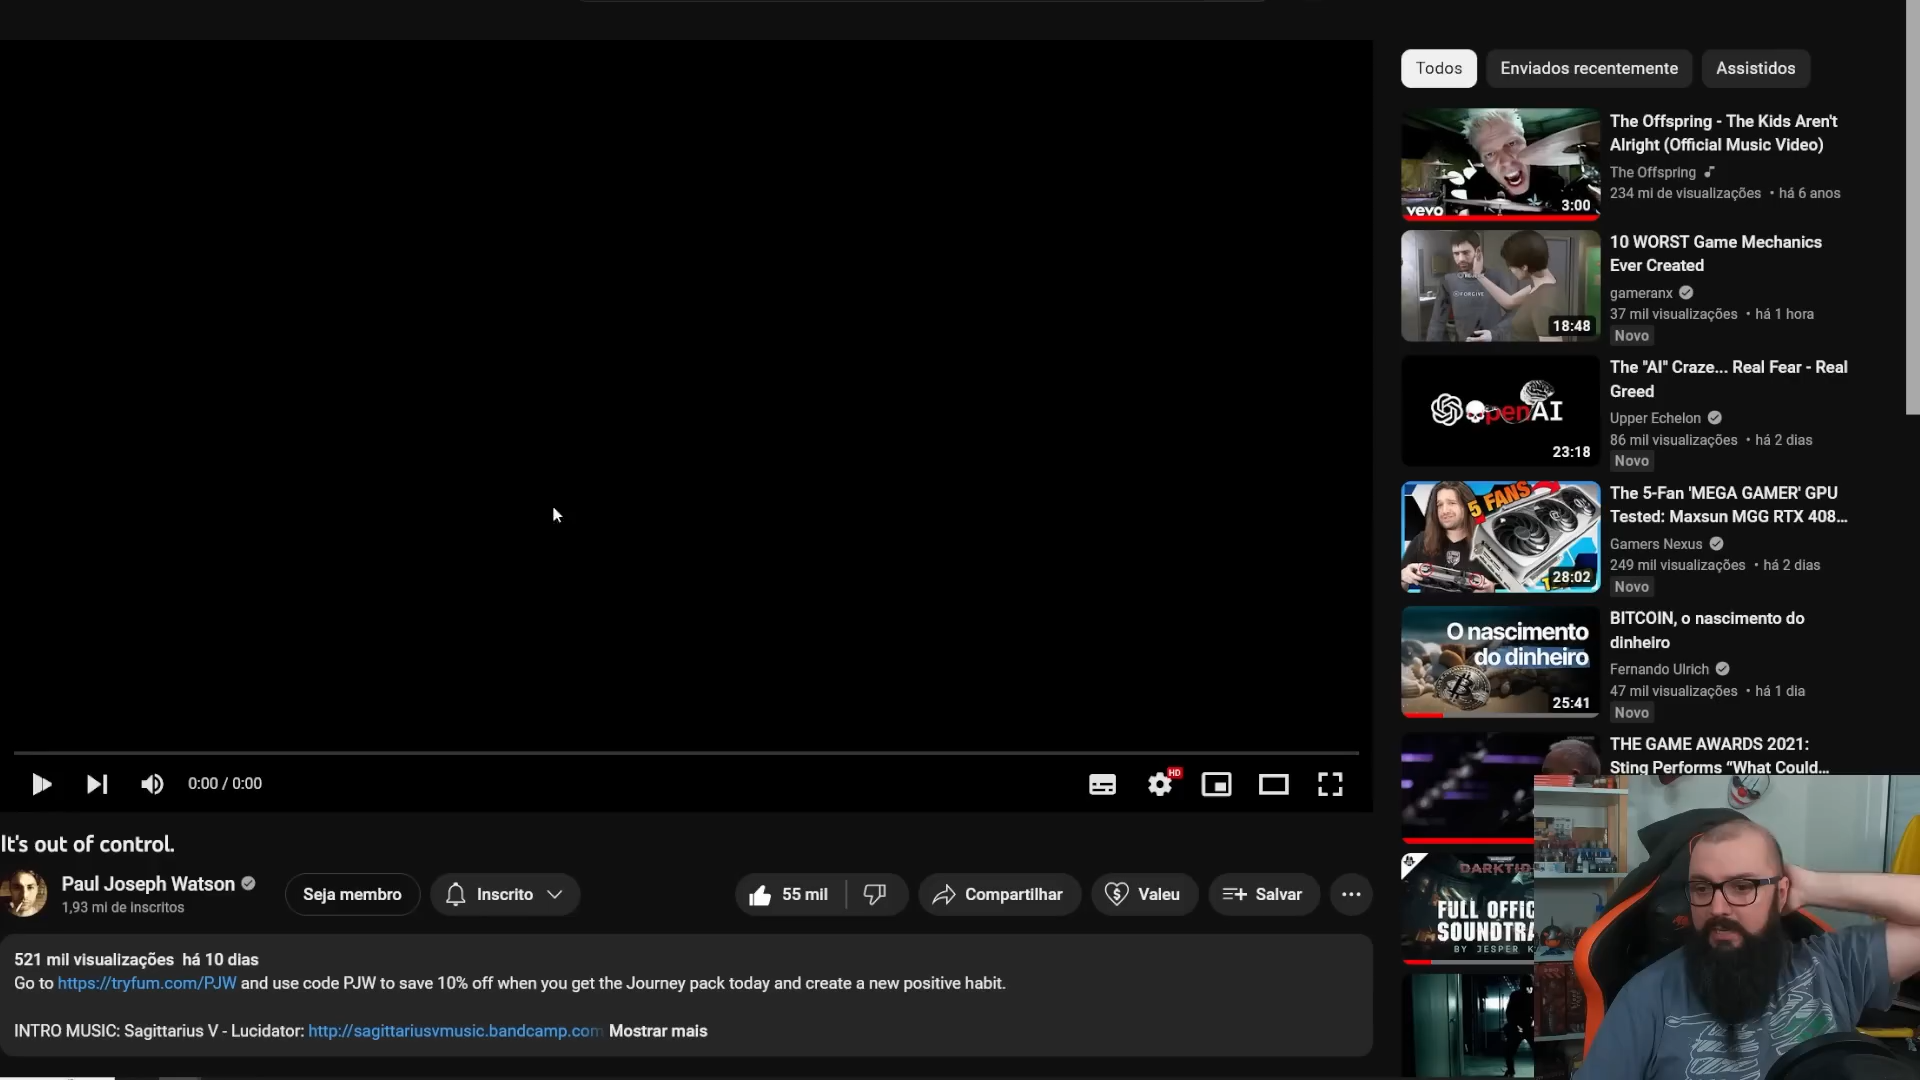 Todos
Enviados recentemente
Assistidos
The Offspring - The Kids Aren't
Alright (Official Music Video)
The Offspring
234 mi de visualizações • há 6 anos
vevo
3:00
10 WORST Game Mechanics
Ever Created
gameranx
37 mil visualizações • há 1 hora
Novo
18:48
The "AI" Craze... Real Fear - Real
Greed
Upper Echelon
86 mil visualizações • há 2 dias
Novo
penAI
23:18
The 5-Fan 'MEGA GAMER' GPU
Tested: Maxsun MGG RTX 408...
Gamers Nexus
249 mil visualizações • há 2 dias
Novo
5 FANS
28:02
BITCOIN, o nascimento do
dinheiro
Fernando Ulrich
47 mil visualizações • há 1 dia
Novo
O nascimento
do dinheiro
25:41
THE GAME AWARDS 2021:
Sting Performs “What Could...
DARKTID
FULL OFFIC
SOUNDTRA
BY JESPER K
0:00 / 0:00
HD
It's out of control.
Paul Joseph Watson
1,93 mi de inscritos
Seja membro
Inscrito
55 mil
Compartilhar
Valeu
Salvar
521 mil visualizações há 10 dias
Go to https://tryfum.com/PJW and use code PJW to save 10% off when you get the Journey pack today and create a new positive habit.
INTRO MUSIC: Sagittarius V - Lucidator: http://sagittariusvmusic.bandcamp.com Mostrar mais